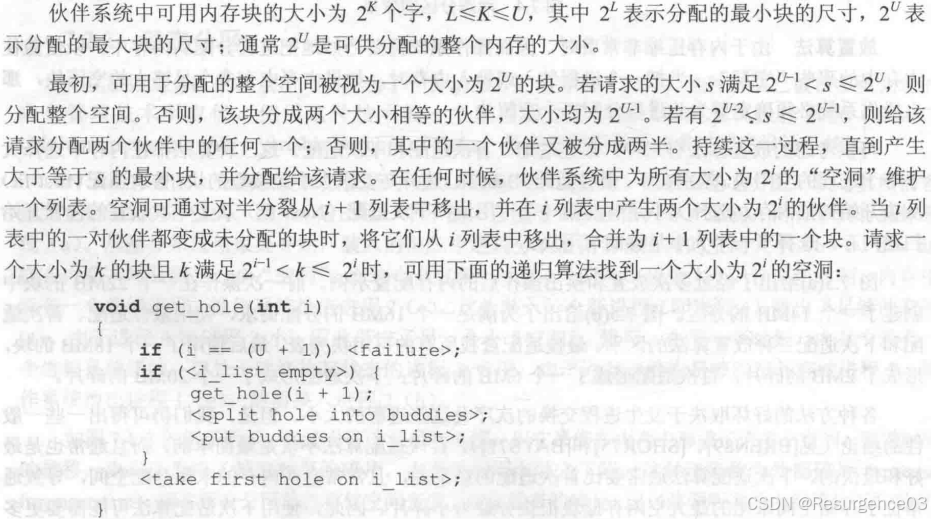 伙伴系统中可用内存块的大小为 2^K 个字，L≤K≤U，其中 2^L 表示分配的最小块的尺寸，2^U 表
示分配的最大块的尺寸；通常 2^U 是可供分配的整个内存的大小。
最初，可用于分配的整个空间被视为一个大小为 2^U 的块。若请求的大小 s 满足 2^{U-1}< s ≤ 2^U，则
分配整个空间。否则，该块分成两个大小相等的伙伴，大小均为 2^{U-1}。若有 2^{U-2}< s ≤ 2^{U-1}，则给该
请求分配两个伙伴中的任何一个；否则，其中的一个伙伴又被分成两半。持续这一过程，直到产生
大于等于 s 的最小块，并分配给该请求。在任何时候，伙伴系统中为所有大小为 2^i 的“空洞”维护
一个列表。空洞可通过对半分裂从 i + 1 列表中移出，并在 i 列表中产生两个大小为 2^i 的伙伴。当 i 列
表中的一对伙伴都变成未分配的块时，将它们从 i 列表中移出，合并为 i + 1 列表中的一个块。请求一
个大小为 k 的块且 k 满足 2^{i-1}< k ≤ 2^i 时，可用下面的递归算法找到一个大小为 2^i 的空洞：
void get_hole(int i)
{
if (i == (U + 1)) <failure>;
if (<i_list empty>) {
get_hole(i + 1);
<split hole into buddies>;
<put buddies on i_list>;
}
<take first hole on i_list>;
}
CSDN @Resurgence03